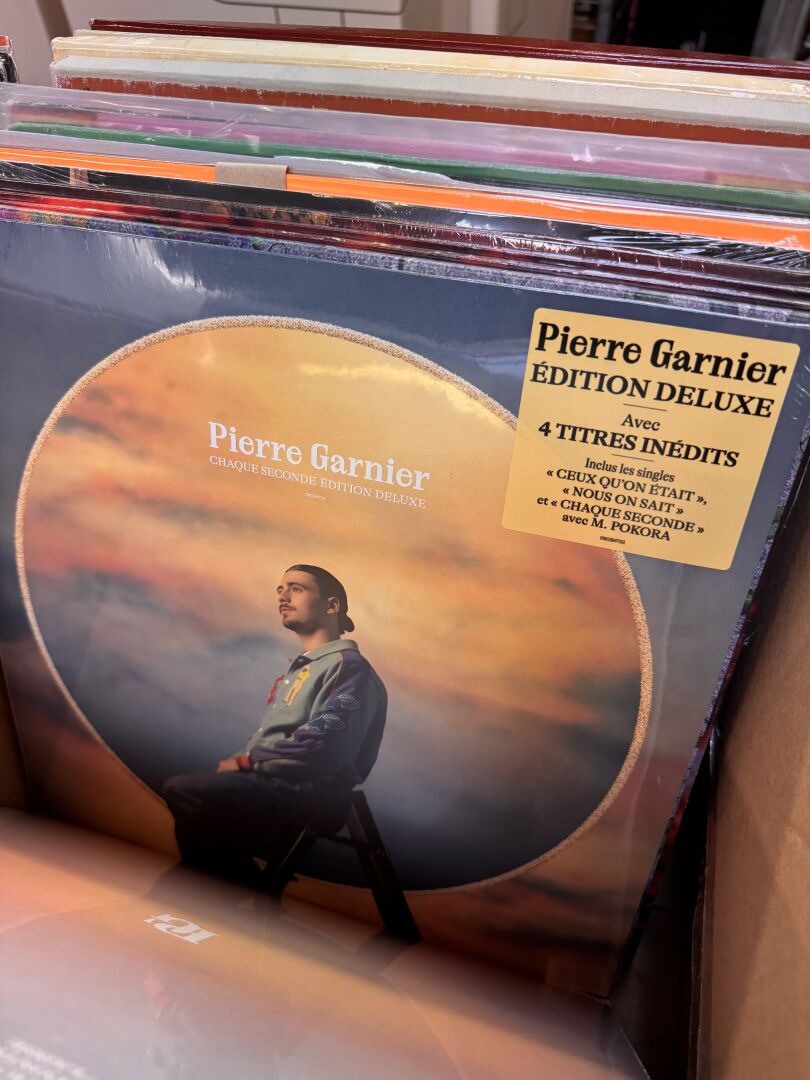 Pierre Garnier
ÉDITION DELUXE
Avec
4 TITRES INÉDITS
Inclus les singles
« CEUX QU'ON ÉTAIT »,
« NOUS ON SAIT »
et « CHAQUE SECONDE »
avec M. POKORA
Pierre Garnier
CHAQUE SECONDE ÉDITION DELUXE